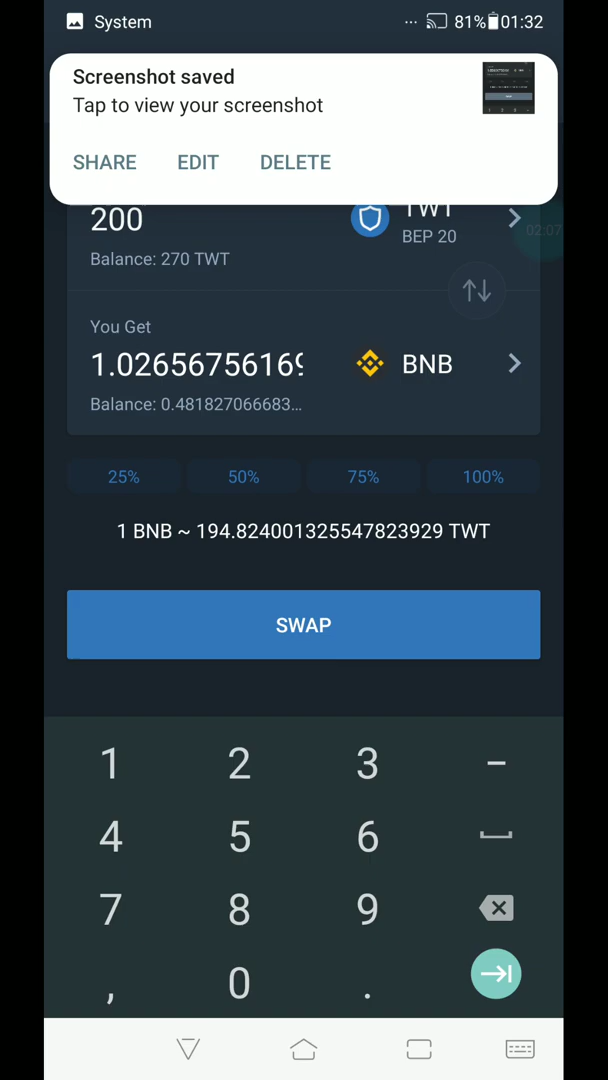 System
... 81% 01:32
Screenshot saved
Tap to view your screenshot
SHARE EDIT DELETE
200 TWT
BEP 20
02:07
Balance: 270 TWT
You Get
1.02656756169 BNB
Balance: 0.481827066683...
25% 50% 75% 100%
1 BNB ~ 194.824001325547823929 TWT
SWAP
1 2 3 -
4 5 6
7 8 9
, 0 .